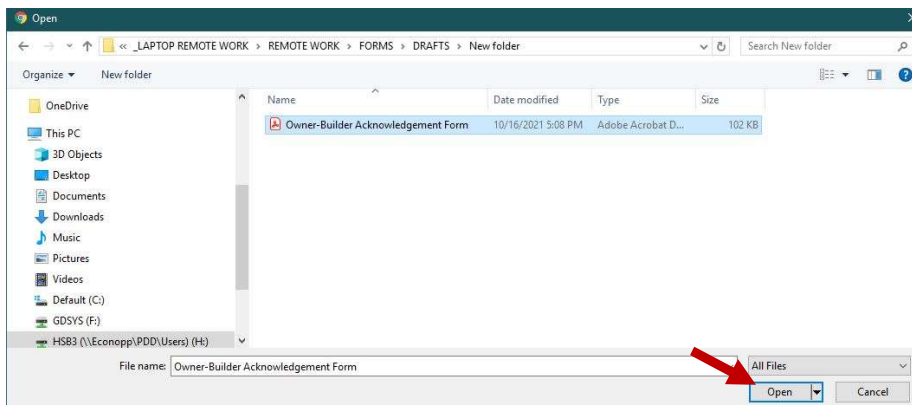 Open
« _LAPTOP REMOTE WORK > REMOTE WORK > FORMS > DRAFTS > New folder
Search New folder
Organize
New folder
Name Date modified Type Size
Owner-Builder Acknowledgement Form 10/16/2021 5:08 PM Adobe Acrobat D... 102 KB
OneDrive
This PC
3D Objects
Desktop
Documents
Downloads
Music
Pictures
Videos
Default (C:)
GDSYS (F:)
HSB3 (\\Econopp\PDD\Users) (H:)
File name: Owner-Builder Acknowledgement Form
All Files
Open Cancel